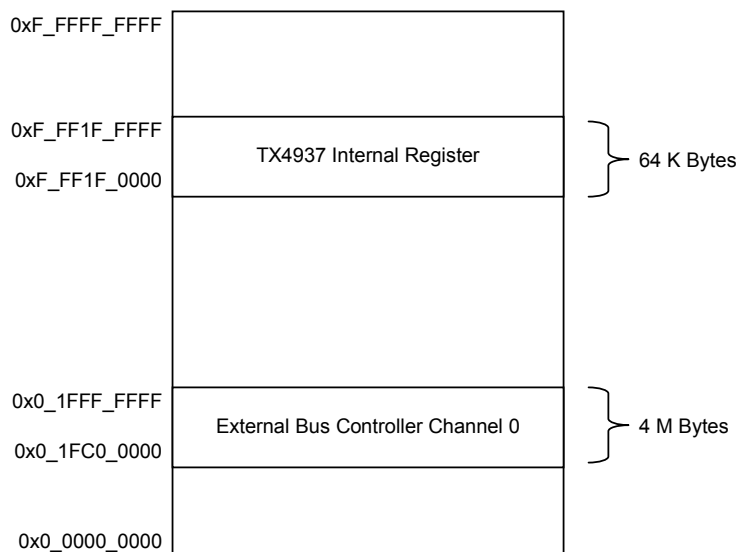 0xF_FFFF_FFFF
0xF_FF1F_FFFF
TX4937 Internal Register
64 K Bytes
0xF_FF1F_0000
0x0_1FFF_FFFF
External Bus Controller Channel 0
4 M Bytes
0x0_1FC0_0000
0x0_0000_0000